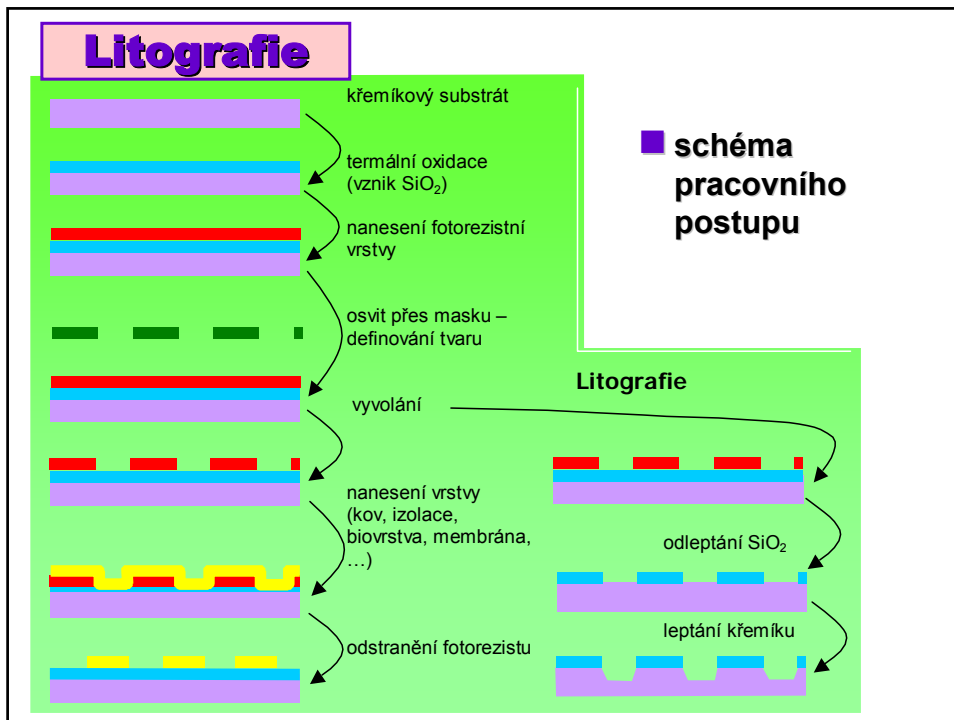 Litografie
křemíkový substrát
termální oxidace
(vznik SiO₂)
nanesení fotorezistní
vrstvy
osvit přes masku –
definování tvaru
vyvolání
nanesení vrstvy
(kov, izolace,
biovrstva, membrána,
…)
odstranění fotorezistu
schéma
pracovního
postupu
Litografie
odleptání SiO₂
leptání křemíku